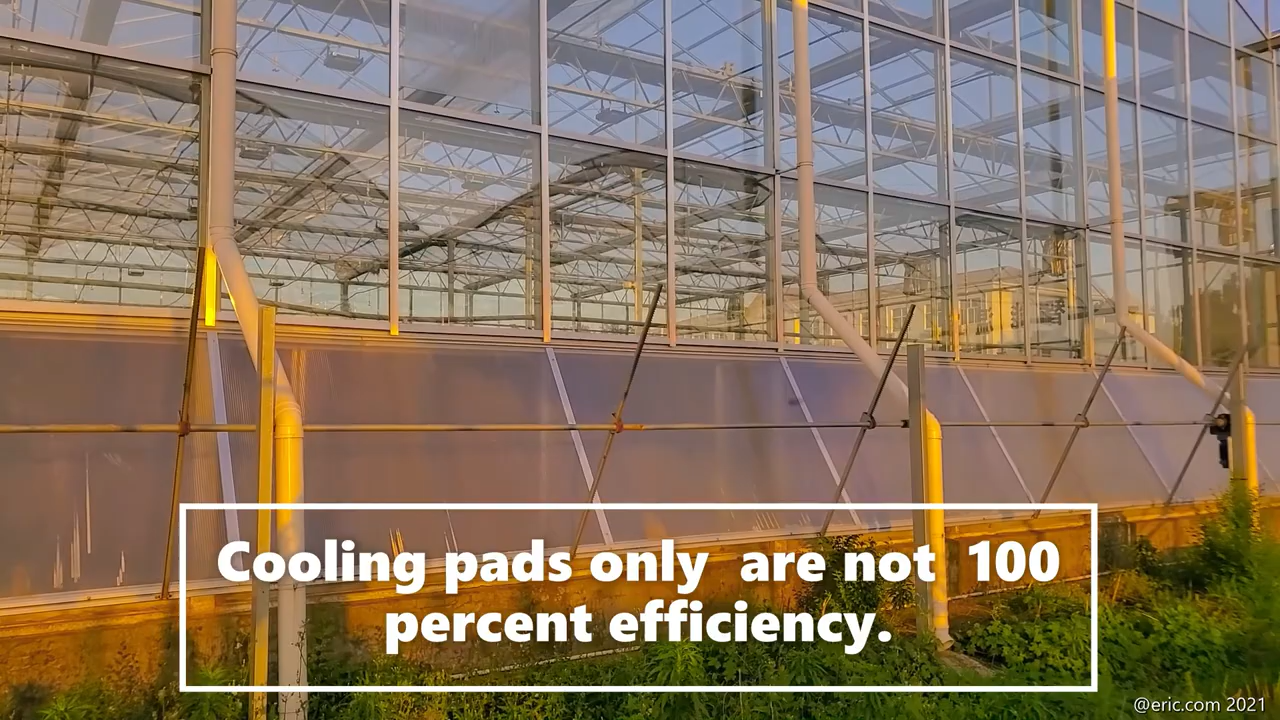 Cooling pads only  are not  100
percent efficiency.
@eric.com 2021